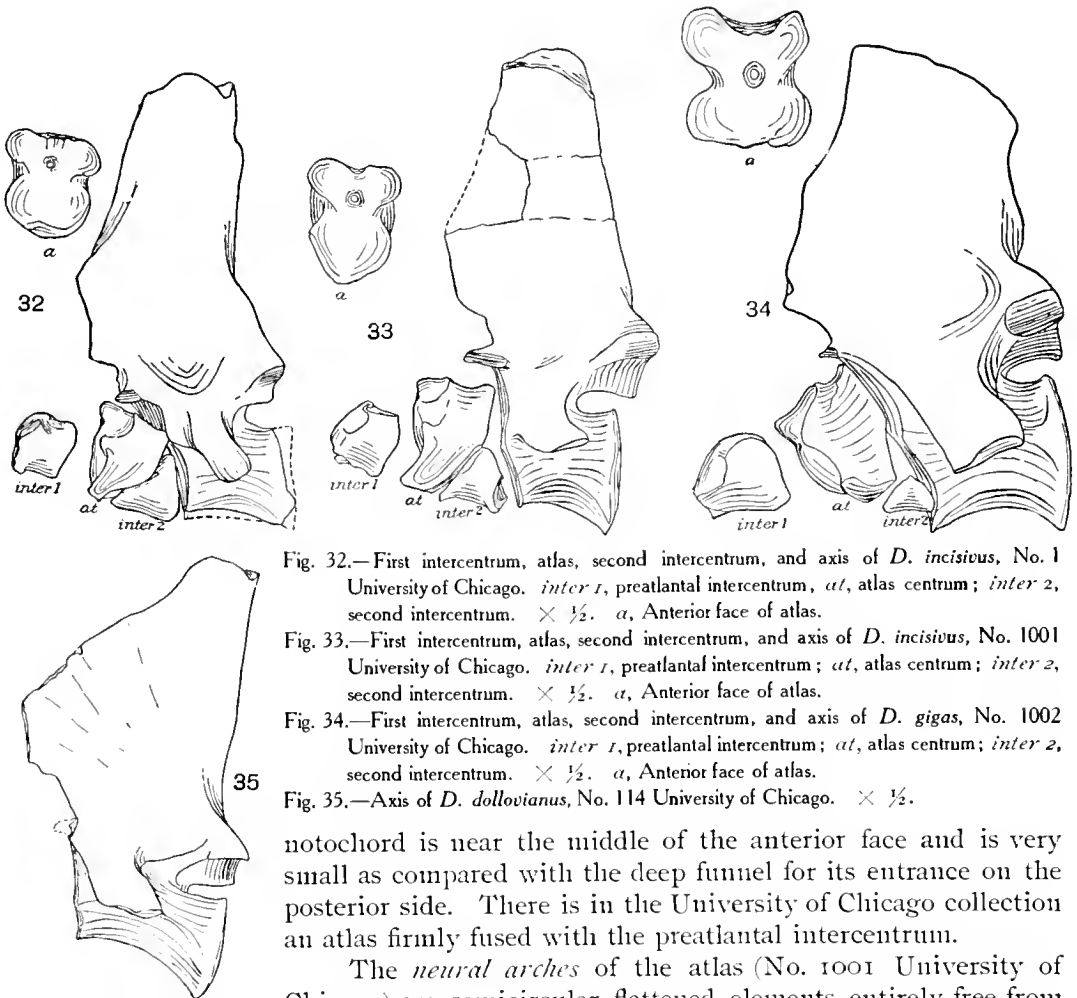 a
32
inter 1
at
inter 2
a
33
inter 1
at
inter 2
a
34
inter 1
at
inter 2
35
Fig. 32.—First intercentrum, atlas, second intercentrum, and axis of D. incisivus, No. 1
University of Chicago. inter 1, preatlantal intercentrum, at, atlas centrum; inter 2,
second intercentrum. × ½. a, Anterior face of atlas.
Fig. 33.—First intercentrum, atlas, second intercentrum, and axis of D. incisivus, No. 1001
University of Chicago. inter 1, preatlantal intercentrum; at, atlas centrum; inter 2,
second intercentrum. × ½. a, Anterior face of atlas.
Fig. 34.—First intercentrum, atlas, second intercentrum, and axis of D. gigas, No. 1002
University of Chicago. inter 1, preatlantal intercentrum; at, atlas centrum; inter 2,
second intercentrum. × ½. a, Anterior face of atlas.
Fig. 35.—Axis of D. dollovianus, No. 114 University of Chicago. × ½.
notochord is near the middle of the anterior face and is very
small as compared with the deep funnel for its entrance on the
posterior side. There is in the University of Chicago collection
an atlas firmly fused with the preatlantal intercentrum.
The neural arches of the atlas (No. 1001 University of